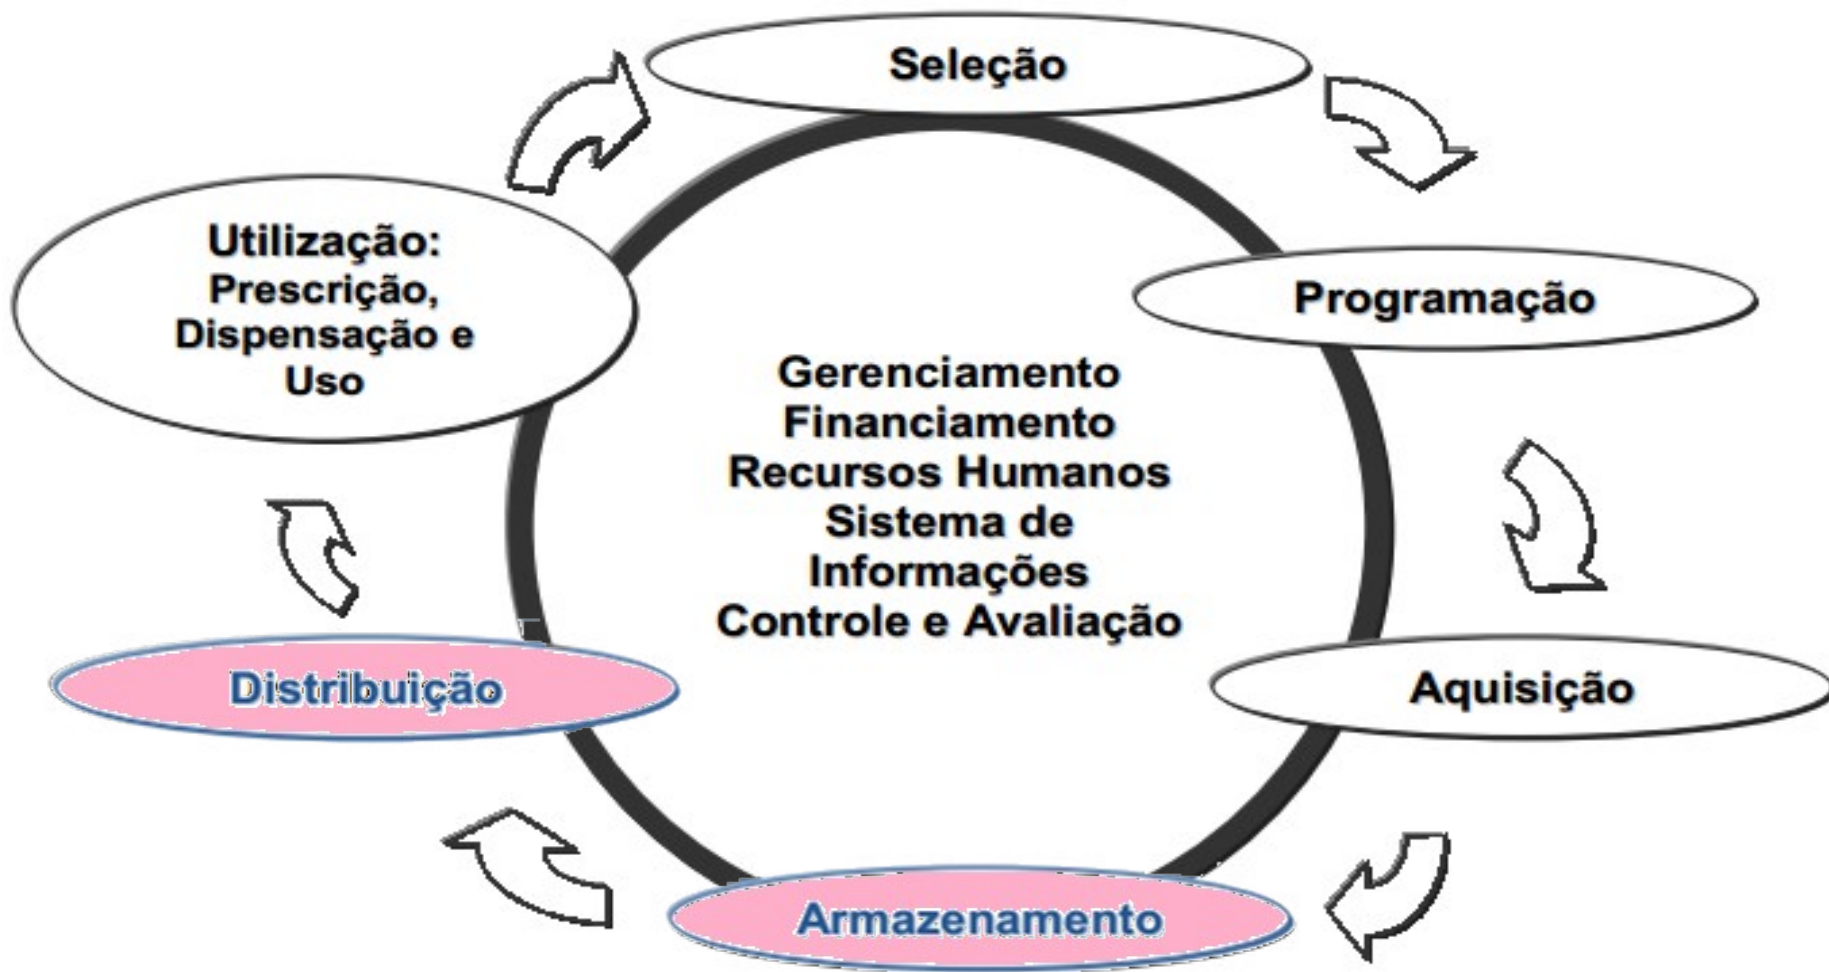 Seleção
Utilização:
Prescrição,
Dispensação e
Uso
Programação
Gerenciamento
Financiamento
Recursos Humanos
Sistema de
Informações
Controle e Avaliação
Distribuição
Aquisição
Armazenamento